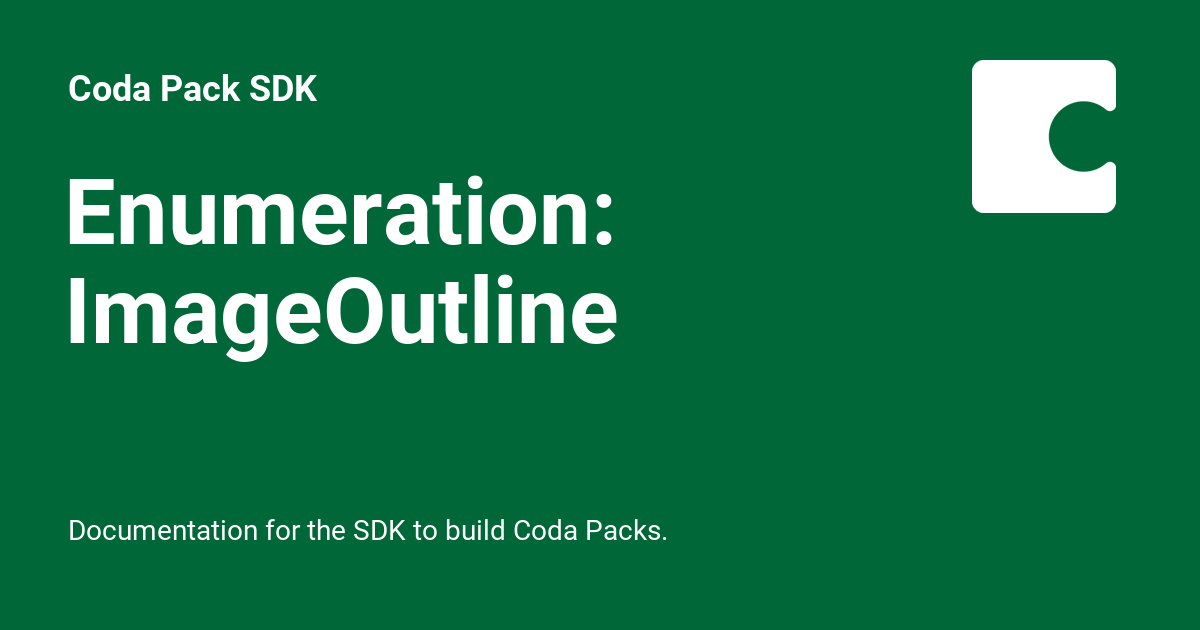 Coda Pack SDK
Enumeration:
ImageOutline
Documentation for the SDK to build Coda Packs.